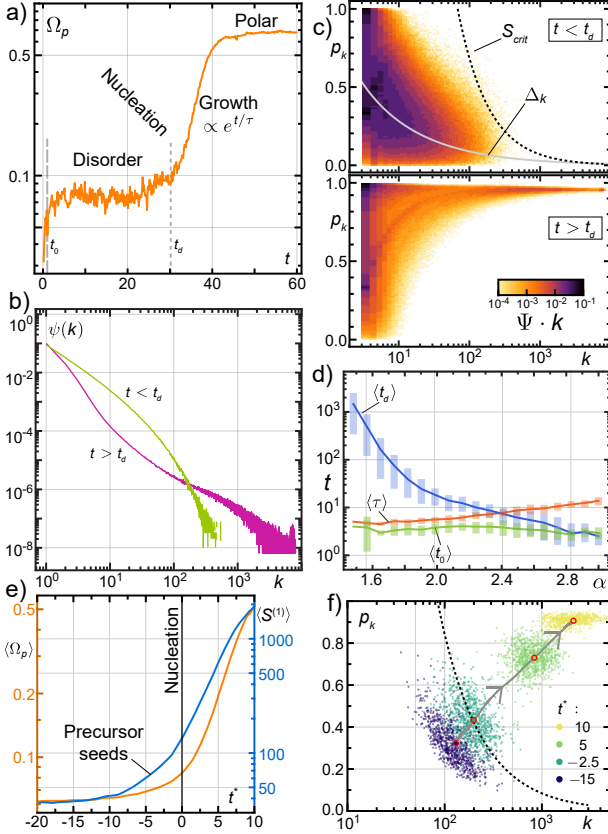 a)
Ω_p
Polar
0.5
Nucleation
Growth
∝ e^{t/τ}
Disorder
0.1
t_0
t_d
0 20 40 60
t
b)
ψ(k)
10^0
10^-2
10^-4
10^-6
10^-8
t < t_d
t > t_d
10^0 10^1 10^2 10^3
k
c)
1.0
p_k
0.5
0.0
S_crit
t < t_d
Δ_k
1.0
p_k
0.5
0.0
t > t_d
10^-4 10^-2 10^-1
Ψ · k
10^1 10^2 10^3
k
d)
⟨t_d⟩
10^3
10^2
t
10^1
10^0
⟨τ⟩
⟨t_0⟩
1.6 2.0 2.4 2.8
α
e)
0.5
⟨Ω_p⟩
0.2
0.1
Nucleation
⟨S^(1)⟩
1000
500
100
50
Precursor
seeds
-20 -15 -10 -5 0 5 10
t*
f)
p_k
1.0
0.8
0.6
0.4
0.2
0.0
t* :
10
5
−2.5
−15
10^1 10^2 10^3
k